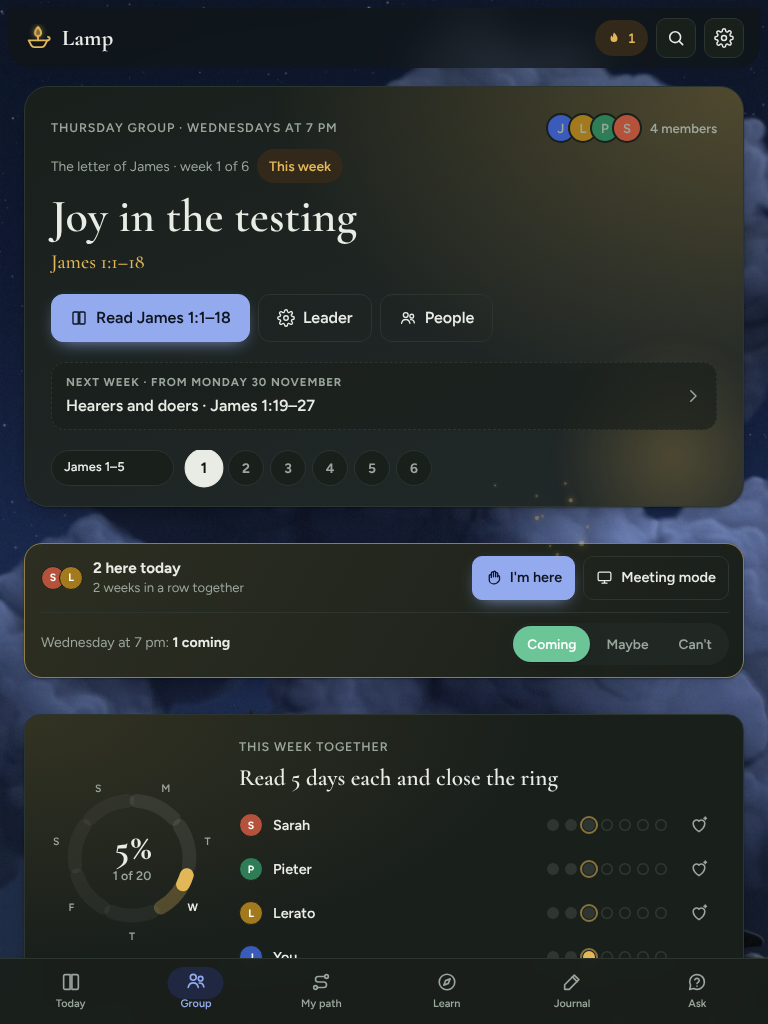 Lamp
1
THURSDAY GROUP · WEDNESDAYS AT 7 PM
J L P S 4 members
The letter of James · week 1 of 6 This week
Joy in the testing
James 1:1–18
Read James 1:1–18 Leader People
NEXT WEEK · FROM MONDAY 30 NOVEMBER
Hearers and doers · James 1:19–27
James 1–5 1 2 3 4 5 6
S L 2 here today
2 weeks in a row together
I'm here Meeting mode
Wednesday at 7 pm: 1 coming Coming Maybe Can't
THIS WEEK TOGETHER
Read 5 days each and close the ring
S M T W T F S
5%
1 of 20
S Sarah
P Pieter
L Lerato
J You
Today Group My path Learn Journal Ask